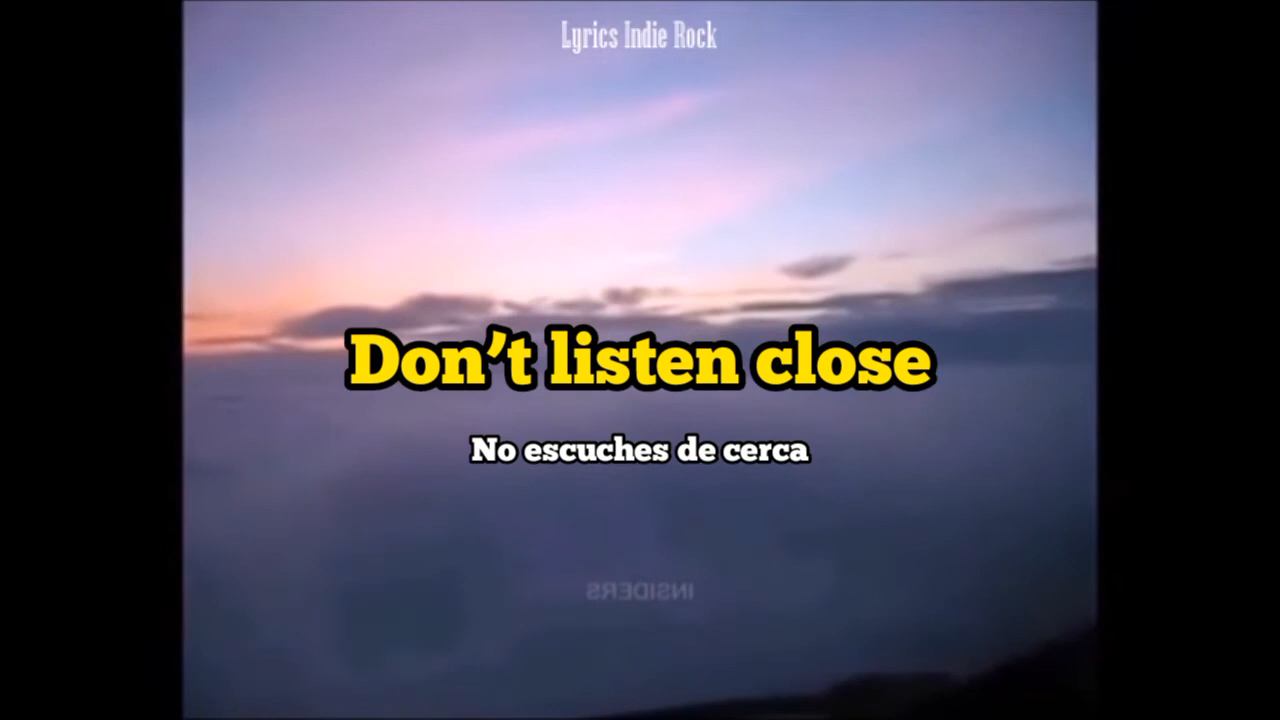 Lyrics Indie Rock
Don't listen close
No escuches de cerca
INSIDERS